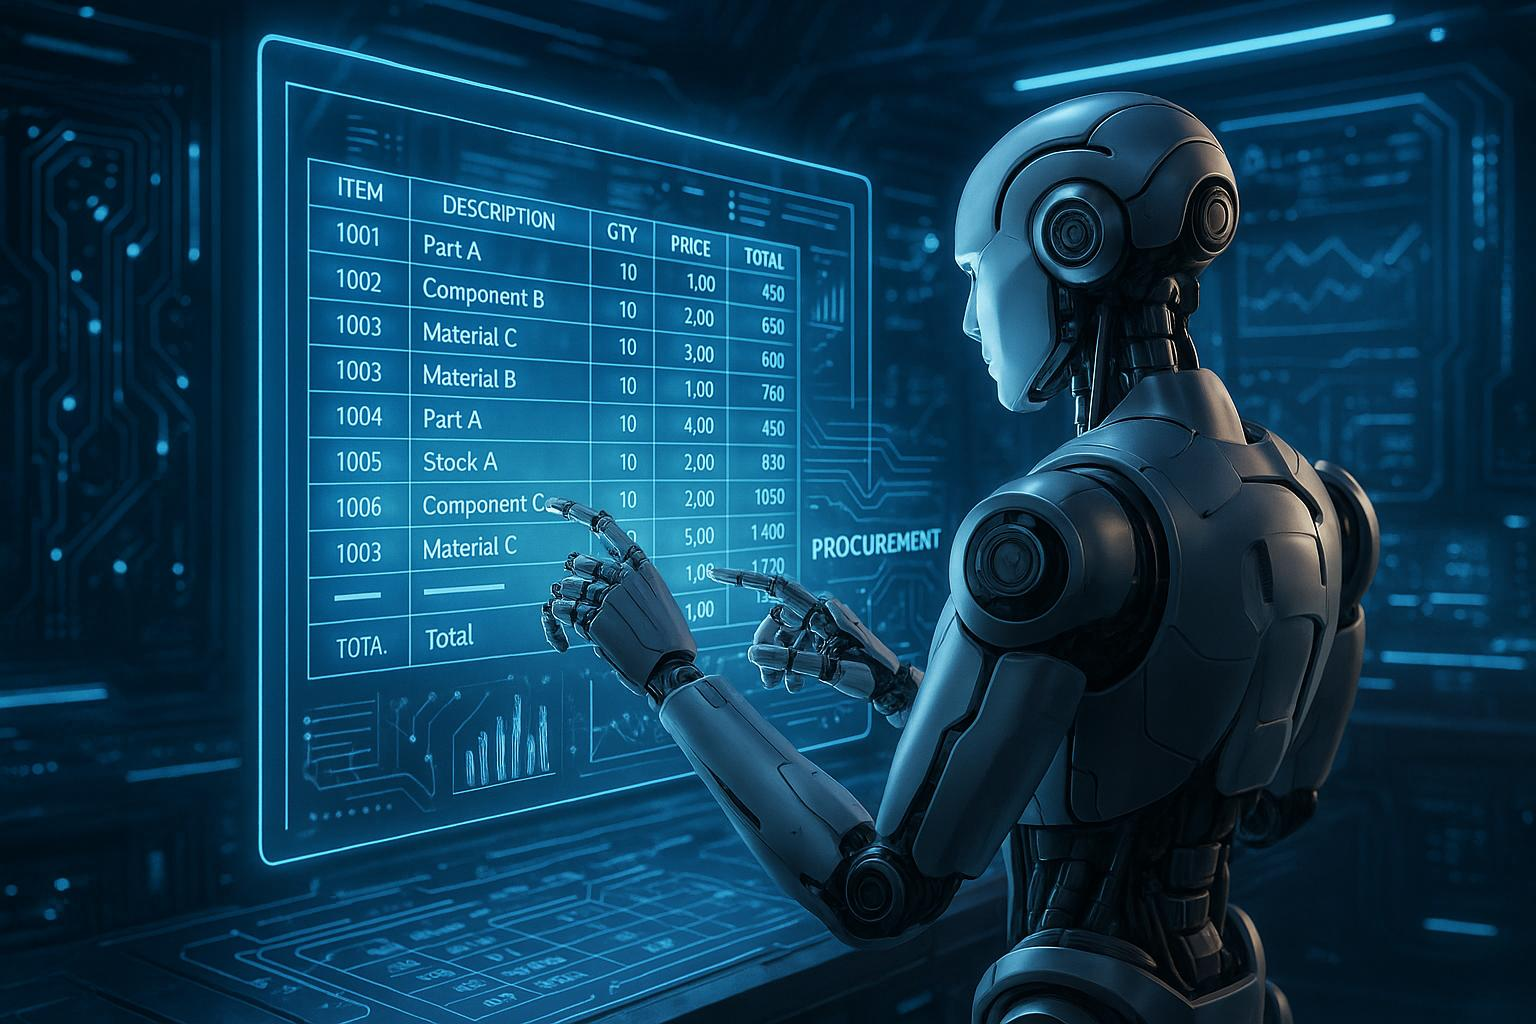 ITEM DESCRIPTION GTY PRICE TOTAL
1001 Part A 10 1,00 450
1002 Component B 10 2,00 650
1003 Material C 10 3,00 600
1003 Material B 10 1,00 760
1004 Part A 10 4,00 450
1005 Stock A 10 2,00 830
1006 Component C 10 2,00 1050
1003 Material C 5,00 1 400
1,00 1720
TOTA. Total 1,00
PROCUREMENT